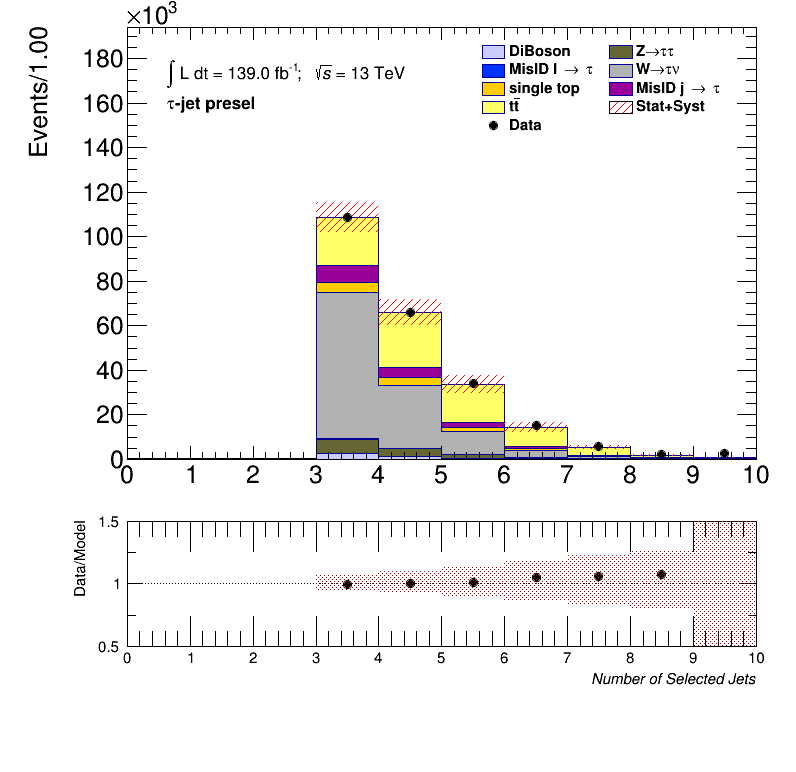 ×10³
Events/1.00
180
160
140
120
100
80
60
40
20
0
∫ L dt = 139.0 fb⁻¹; √s = 13 TeV
τ-jet presel
DiBoson
Z→ττ
MisID l → τ
W→τν
single top
MisID j → τ
tt̄
Stat+Syst
Data
0 1 2 3 4 5 6 7 8 9 10
Data/Model
1.5
1
0.5
0 1 2 3 4 5 6 7 8 9 10
Number of Selected Jets